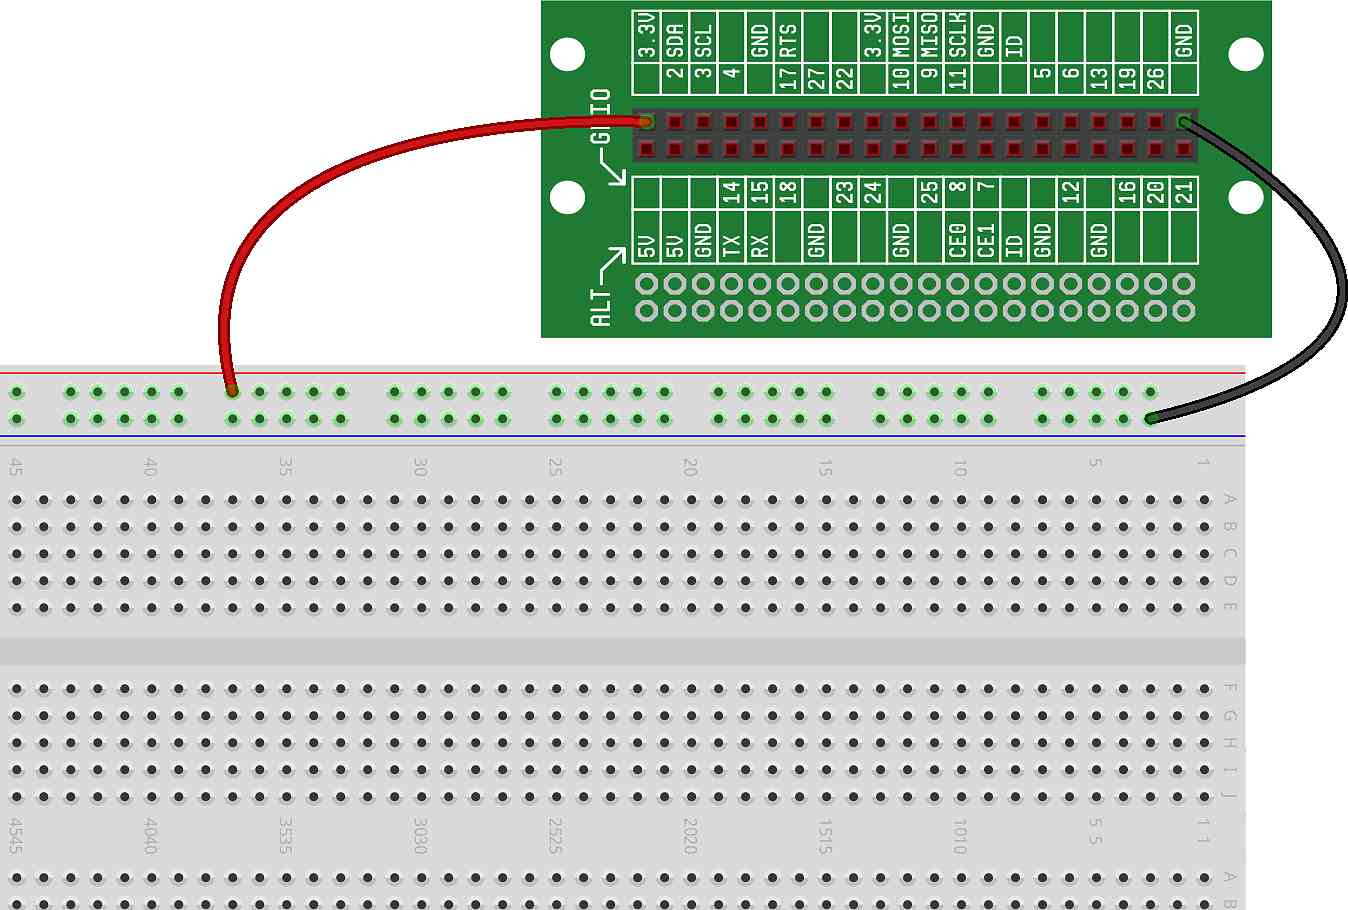 3.3V SDA SCL GND RTS 3.3V MOSI MISO SCLK GND ID GND
2 3 4 17 27 22 10 9 11 5 6 13 19 26
GPIO
14 15 18 23 24 25 8 7 12 16 20 21
5V 5V GND TX RX GND GND CE0 CE1 ID GND GND
ALT
45 40 35 30 25 20 15 10 5 1
A
B
C
D
E
F
G
H
I
J
4545 4040 3535 3030 2525 2020 1515 1010 5 5 1 1
A
B